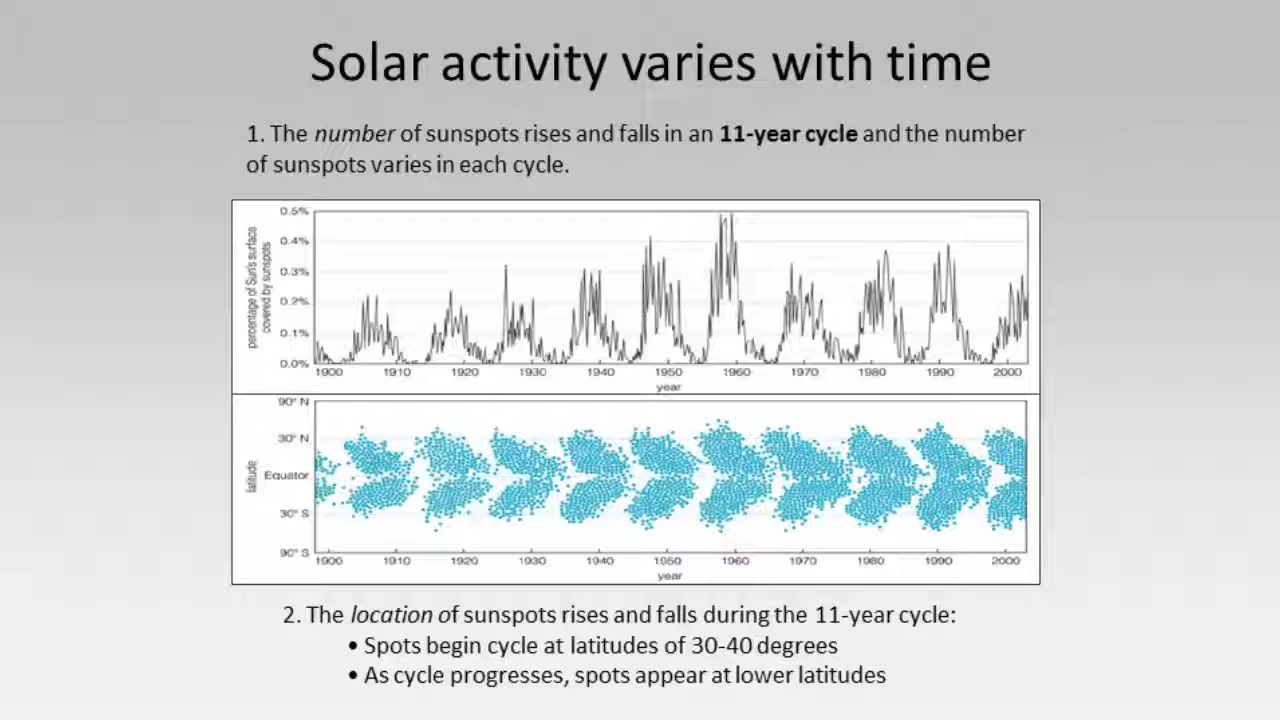 Solar activity varies with time
1. The number of sunspots rises and falls in an 11-year cycle and the number
of sunspots varies in each cycle.
percentage of Sun's surface
covered by sunspots
0.5%
0.4%
0.3%
0.2%
0.1%
0.0%
1900 1910 1920 1930 1940 1950 1960 1970 1980 1990 2000
year
latitude
90° N
30° N
Equator
30° S
90° S
1900 1910 1920 1930 1940 1950 1960 1970 1980 1990 2000
year
2. The location of sunspots rises and falls during the 11-year cycle:
• Spots begin cycle at latitudes of 30-40 degrees
• As cycle progresses, spots appear at lower latitudes